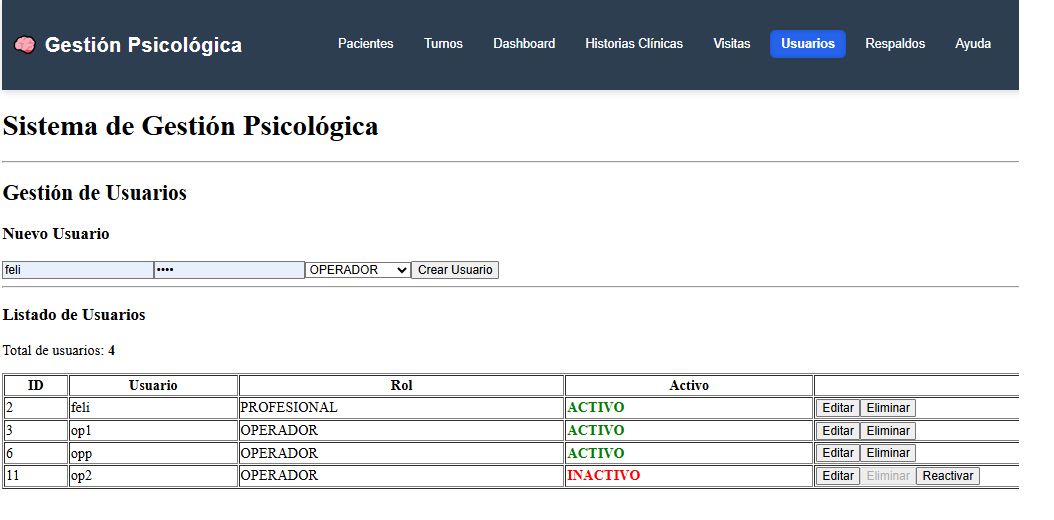 Gestión Psicológica Pacientes Turnos Dashboard Historias Clínicas Visitas Usuarios Respaldos Ayuda
Sistema de Gestión Psicológica
Gestión de Usuarios
Nuevo Usuario
feli •••• OPERADOR Crear Usuario
Listado de Usuarios
Total de usuarios: 4
ID Usuario Rol Activo
2 feli PROFESIONAL ACTIVO Editar Eliminar
3 op1 OPERADOR ACTIVO Editar Eliminar
6 opp OPERADOR ACTIVO Editar Eliminar
11 op2 OPERADOR INACTIVO Editar Eliminar Reactivar